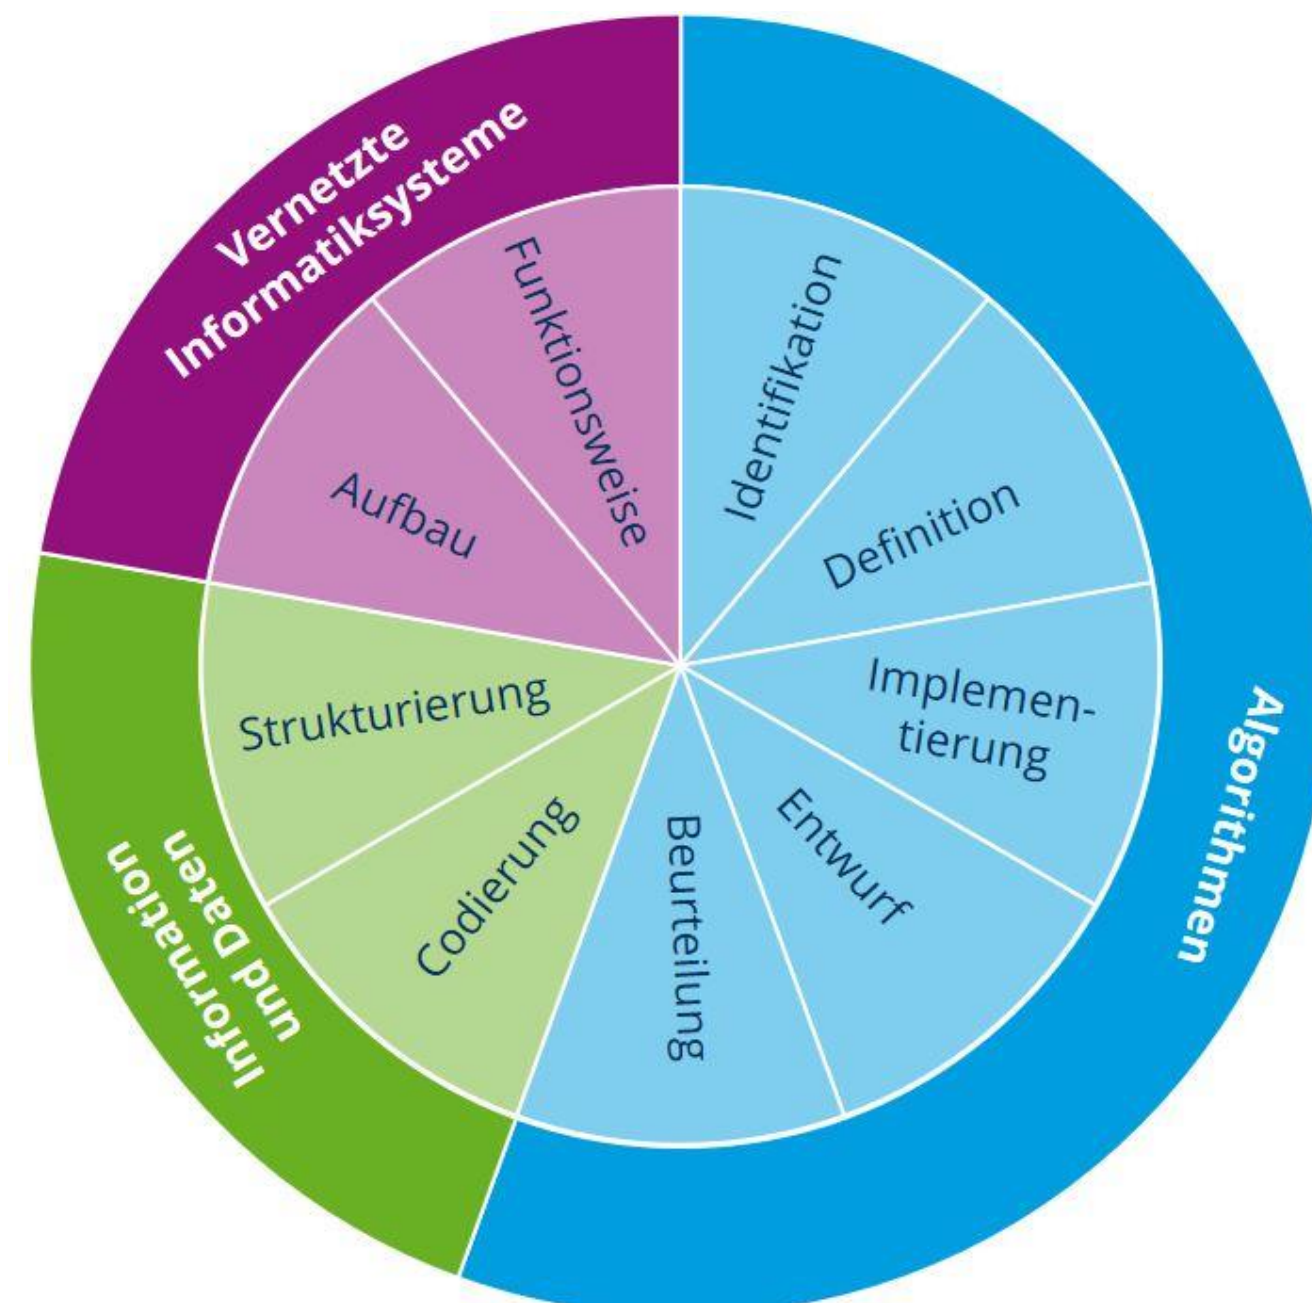 Vernetzte
Informatiksysteme
Funktionsweise
Aufbau
Identifikation
Definition
Implemen-
tierung
Entwurf
Beurteilung
Algorithmen
Strukturierung
Codierung
Information
und Daten